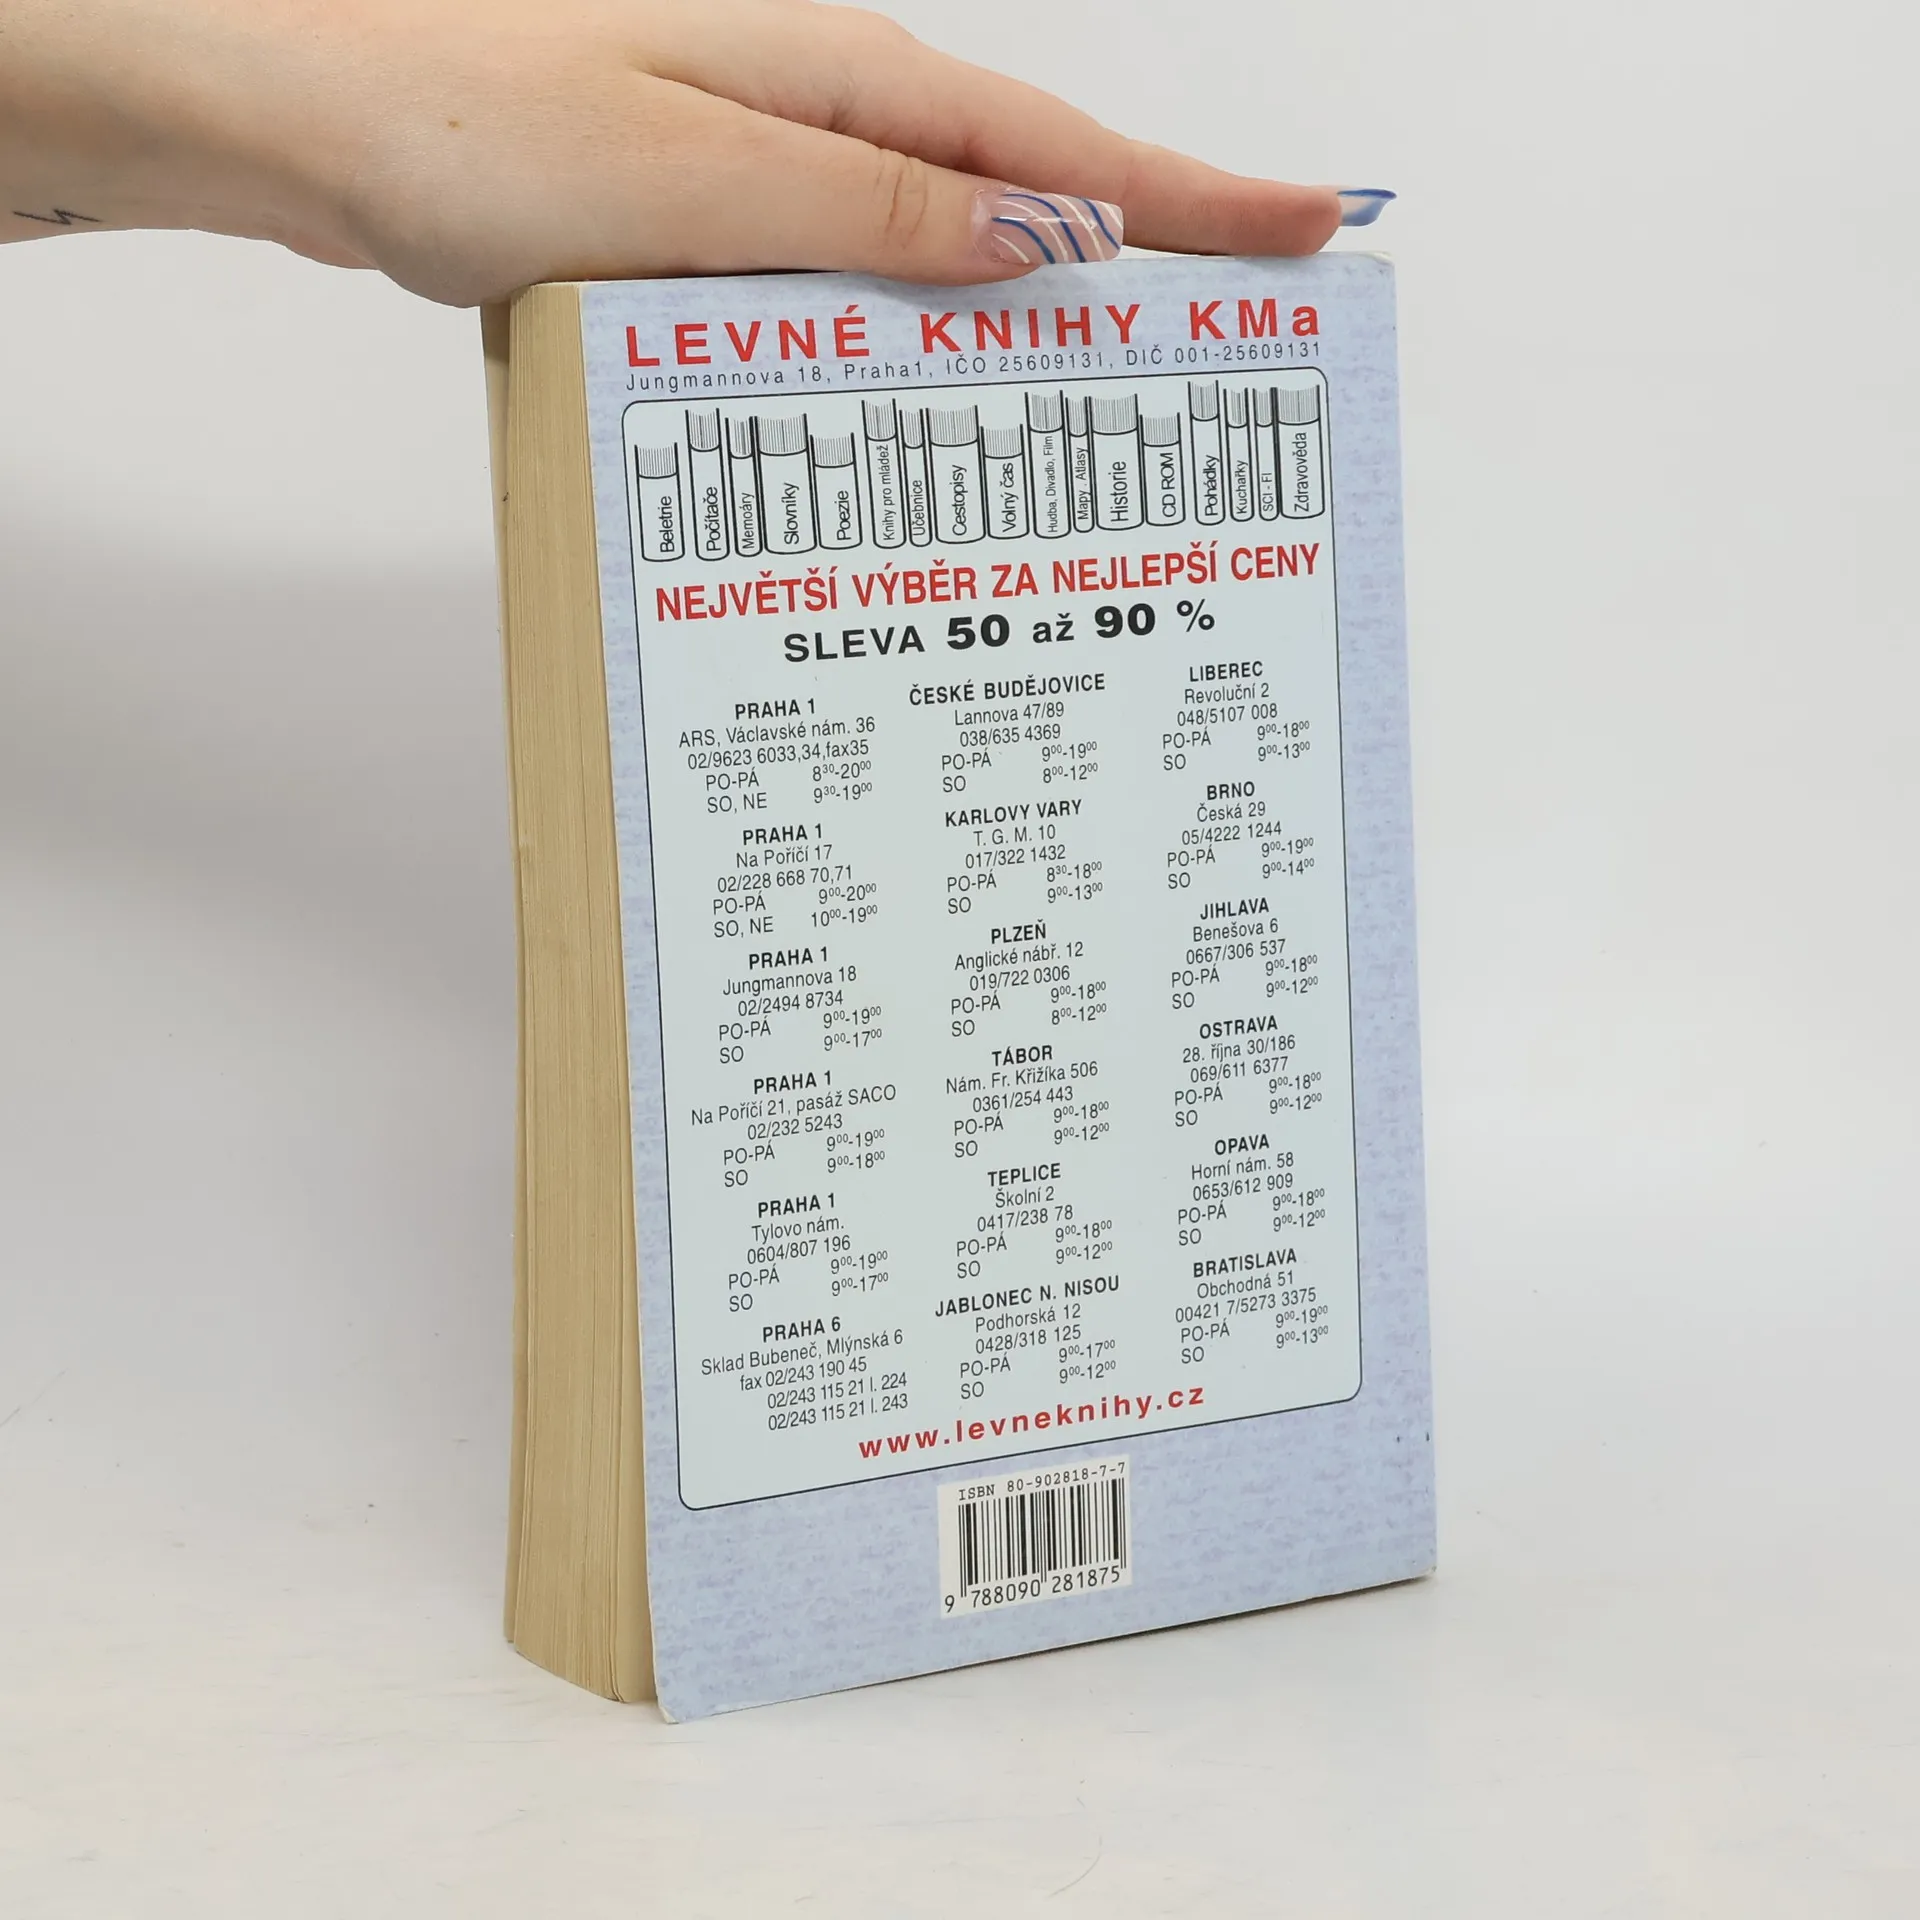 LEVNÉ KNIHY KMa
Jungmannova 18, Praha1, IČO 25609131, DIČ 001-25609131
Beletrie
Počítače
Memoáry
Slovníky
Poezie
Knihy pro mládež
Učebnice
Cestopisy
Volný čas
Hudba, Divadlo, Film
Mapy . Atlasy
Historie
CD ROM
Pohádky
Kuchařky
SCI - FI
Zdravověda
NEJVĚTŠÍ VÝBĚR ZA NEJLEPŠÍ CENY
SLEVA 50 až 90 %
PRAHA 1
ARS, Václavské nám. 36
02/9623 6033,34,fax35
PO-PÁ 8³⁰-20⁰⁰
SO, NE 9³⁰-19⁰⁰
PRAHA 1
Na Poříčí 17
02/228 668 70,71
PO-PÁ 9⁰⁰-20⁰⁰
SO, NE 10⁰⁰-19⁰⁰
PRAHA 1
Jungmannova 18
02/2494 8734
PO-PÁ 9⁰⁰-19⁰⁰
SO 9⁰⁰-17⁰⁰
PRAHA 1
Na Poříčí 21, pasáž SACO
02/232 5243
PO-PÁ 9⁰⁰-19⁰⁰
SO 9⁰⁰-18⁰⁰
PRAHA 1
Tylovo nám.
0604/807 196
PO-PÁ 9⁰⁰-19⁰⁰
SO 9⁰⁰-17⁰⁰
PRAHA 6
Sklad Bubeneč, Mlýnská 6
fax 02/243 190 45
02/243 115 21 l. 224
02/243 115 21 l. 243
ČESKÉ BUDĚJOVICE
Lannova 47/89
038/635 4369
PO-PÁ 9⁰⁰-19⁰⁰
SO 8⁰⁰-12⁰⁰
KARLOVY VARY
T. G. M. 10
017/322 1432
PO-PÁ 8³⁰-18⁰⁰
SO 9⁰⁰-13⁰⁰
PLZEŇ
Anglické nábř. 12
019/722 0306
PO-PÁ 9⁰⁰-18⁰⁰
SO 8⁰⁰-12⁰⁰
TÁBOR
Nám. Fr. Křižíka 506
0361/254 443
PO-PÁ 9⁰⁰-18⁰⁰
SO 9⁰⁰-12⁰⁰
TEPLICE
Školní 2
0417/238 78
PO-PÁ 9⁰⁰-18⁰⁰
SO 9⁰⁰-12⁰⁰
JABLONEC N. NISOU
Podhorská 12
0428/318 125
PO-PÁ 9⁰⁰-17⁰⁰
SO 9⁰⁰-12⁰⁰
LIBEREC
Revoluční 2
048/5107 008
PO-PÁ 9⁰⁰-18⁰⁰
SO 9⁰⁰-13⁰⁰
BRNO
Česká 29
05/4222 1244
PO-PÁ 9⁰⁰-19⁰⁰
SO 9⁰⁰-14⁰⁰
JIHLAVA
Benešova 6
0667/306 537
PO-PÁ 9⁰⁰-18⁰⁰
SO 9⁰⁰-12⁰⁰
OSTRAVA
28. října 30/186
069/611 6377
PO-PÁ 9⁰⁰-18⁰⁰
SO 9⁰⁰-12⁰⁰
OPAVA
Horní nám. 58
0653/612 909
PO-PÁ 9⁰⁰-18⁰⁰
SO 9⁰⁰-12⁰⁰
BRATISLAVA
Obchodná 51
00421 7/5273 3375
PO-PÁ 9⁰⁰-19⁰⁰
SO 9⁰⁰-13⁰⁰
www.levneknihy.cz
ISBN 80-902818-7-7
9 788090 281875